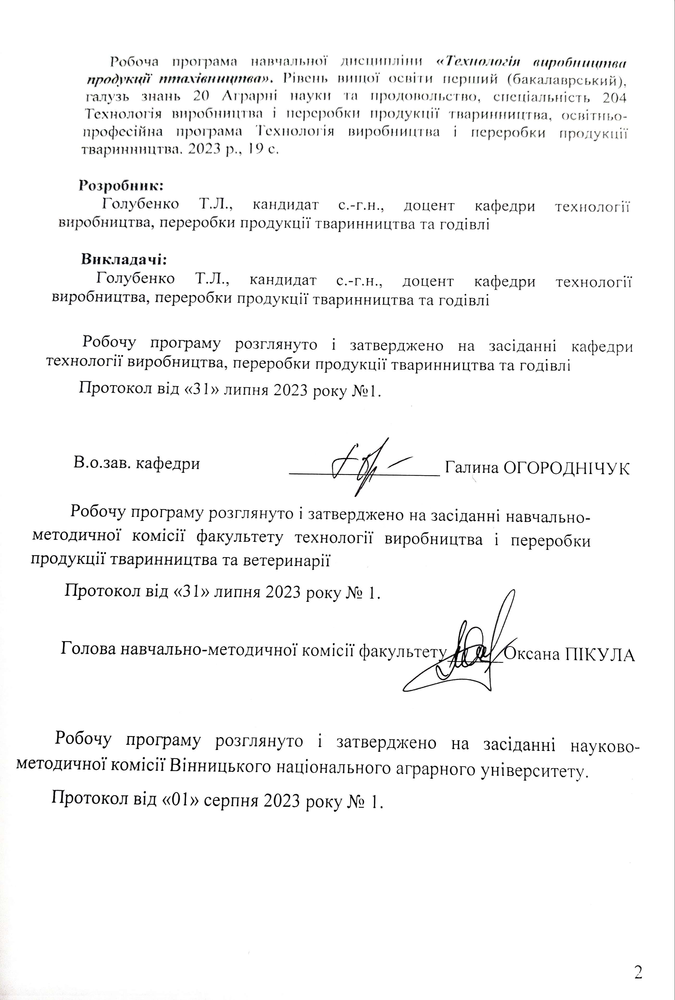 Робоча програма навчальної дисципліни «Технологія виробництва
продукції птахівництва». Рівень вищої освіти перший (бакалаврський),
галузь знань 20 Аграрні науки та продовольство, спеціальність 204
Технологія виробництва і переробки продукції тваринництва, освітньо-
професійна програма Технологія виробництва і переробки продукції
тваринництва. 2023 р., 19 с.
Розробник:
Голубенко Т.Л., кандидат с.-г.н., доцент кафедри технології
виробництва, переробки продукції тваринництва та годівлі
Викладачі:
Голубенко Т.Л., кандидат с.-г.н., доцент кафедри технології
виробництва, переробки продукції тваринництва та годівлі
Робочу програму розглянуто і затверджено на засіданні кафедри
технології виробництва, переробки продукції тваринництва та годівлі
Протокол від «31» липня 2023 року №1.
В.о.зав. кафедри Галина ОГОРОДНІЧУК
Робочу програму розглянуто і затверджено на засіданні навчально-
методичної комісії факультету технології виробництва і переробки
продукції тваринництва та ветеринарії
Протокол від «31» липня 2023 року № 1.
Голова навчально-методичної комісії факультету Оксана ПІКУЛА
Робочу програму розглянуто і затверджено на засіданні науково-
методичної комісії Вінницького національного аграрного університету.
Протокол від «01» серпня 2023 року № 1.
2